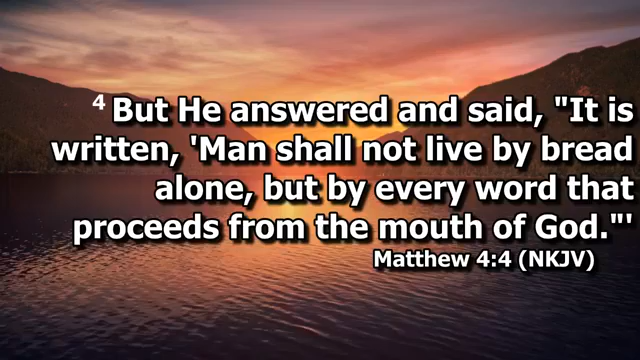 4 But He answered and said, "It is
written, 'Man shall not live by bread
alone, but by every word that
proceeds from the mouth of God."'
Matthew 4:4 (NKJV)